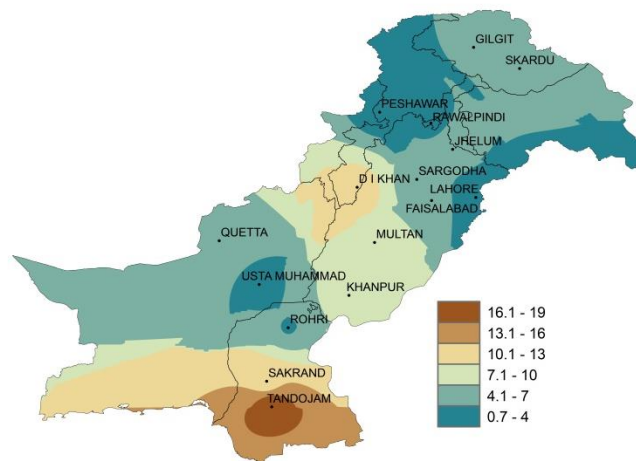 GILGIT
SKARDU
PESHAWAR
RAWALPINDI
JHELUM
SARGODHA
D I KHAN
LAHORE
FAISALABAD
QUETTA
MULTAN
USTA MUHAMMAD
KHANPUR
ROHRI
SAKRAND
TANDOJAM
16.1 - 19
13.1 - 16
10.1 - 13
7.1 - 10
4.1 - 7
0.7 - 4